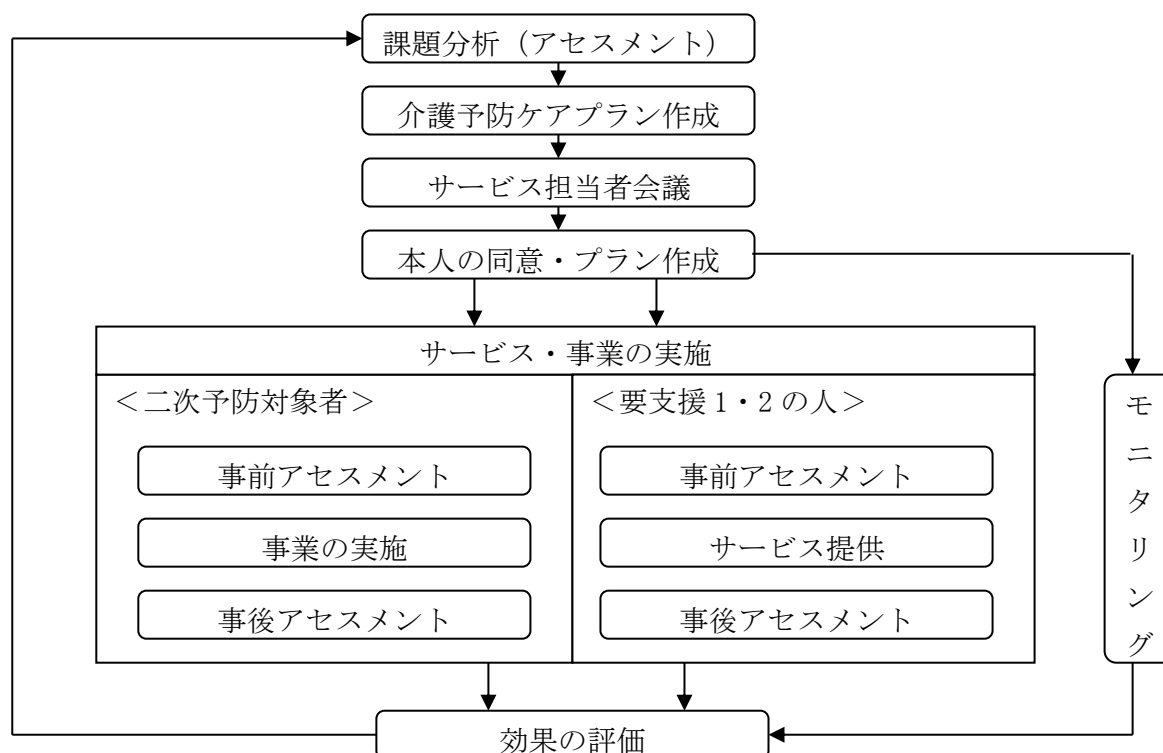 課題分析（アセスメント）
介護予防ケアプラン作成
サービス担当者会議
本人の同意・プラン作成
サービス・事業の実施
＜二次予防対象者＞
事前アセスメント
事業の実施
事後アセスメント
＜要支援1・2の人＞
事前アセスメント
サービス提供
事後アセスメント
モニタリング
効果の評価